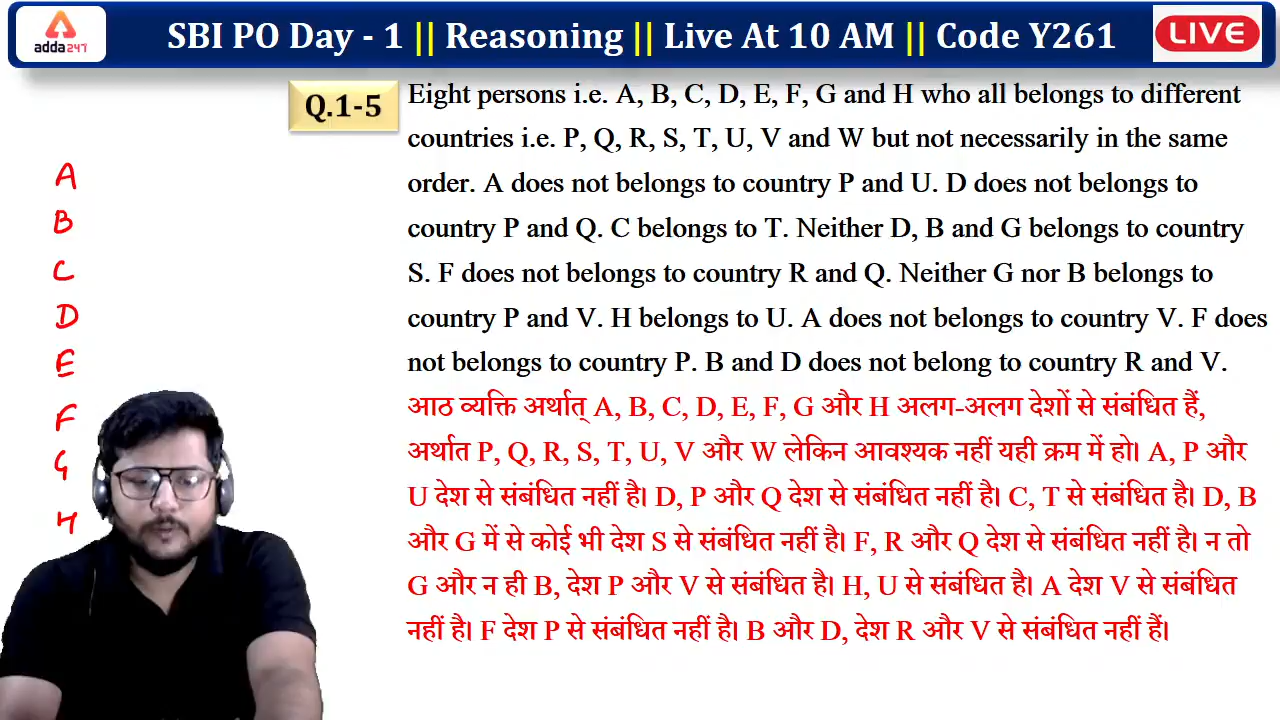 adda247
SBI PO Day - 1 || Reasoning || Live At 10 AM || Code Y261
LIVE
Q.1-5
Eight persons i.e. A, B, C, D, E, F, G and H who all belongs to different
countries i.e. P, Q, R, S, T, U, V and W but not necessarily in the same
order. A does not belongs to country P and U. D does not belongs to
country P and Q. C belongs to T. Neither D, B and G belongs to country
S. F does not belongs to country R and Q. Neither G nor B belongs to
country P and V. H belongs to U. A does not belongs to country V. F does
not belongs to country P. B and D does not belong to country R and V.
आठ व्यक्ति अर्थात् A, B, C, D, E, F, G और H अलग-अलग देशों से संबंधित हैं,
अर्थात P, Q, R, S, T, U, V और W लेकिन आवश्यक नहीं यही क्रम में हो। A, P और
U देश से संबंधित नहीं है। D, P और Q देश से संबंधित नहीं है। C, T से संबंधित है। D, B
और G में से कोई भी देश S से संबंधित नहीं है। F, R और Q देश से संबंधित नहीं है। न तो
G और न ही B, देश P और V से संबंधित है। H, U से संबंधित है। A देश V से संबंधित
नहीं है। F देश P से संबंधित नहीं है। B और D, देश R और V से संबंधित नहीं हैं।
A
B
C
D
E
F
G
H